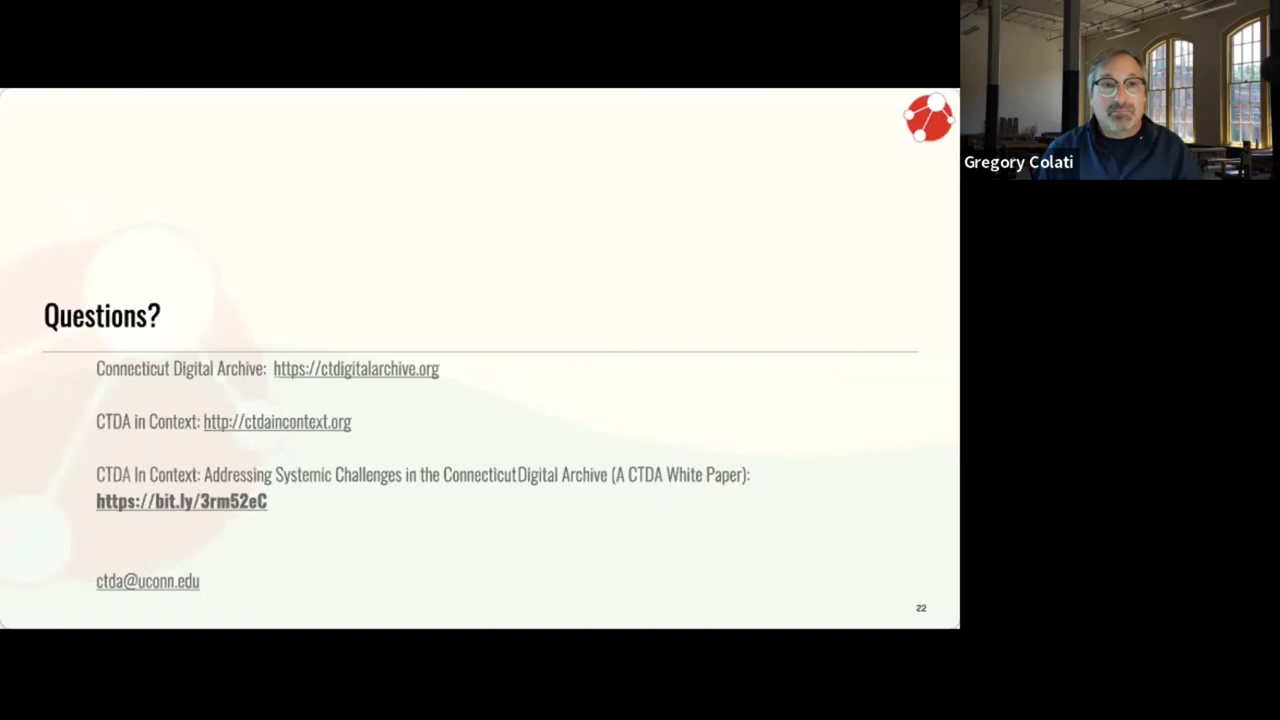 Gregory Colati
Questions?
Connecticut Digital Archive: https://ctdigitalarchive.org
CTDA in Context: http://ctdaincontext.org
CTDA In Context: Addressing Systemic Challenges in the Connecticut Digital Archive (A CTDA White Paper):
https://bit.ly/3rm52eC
ctda@uconn.edu
22